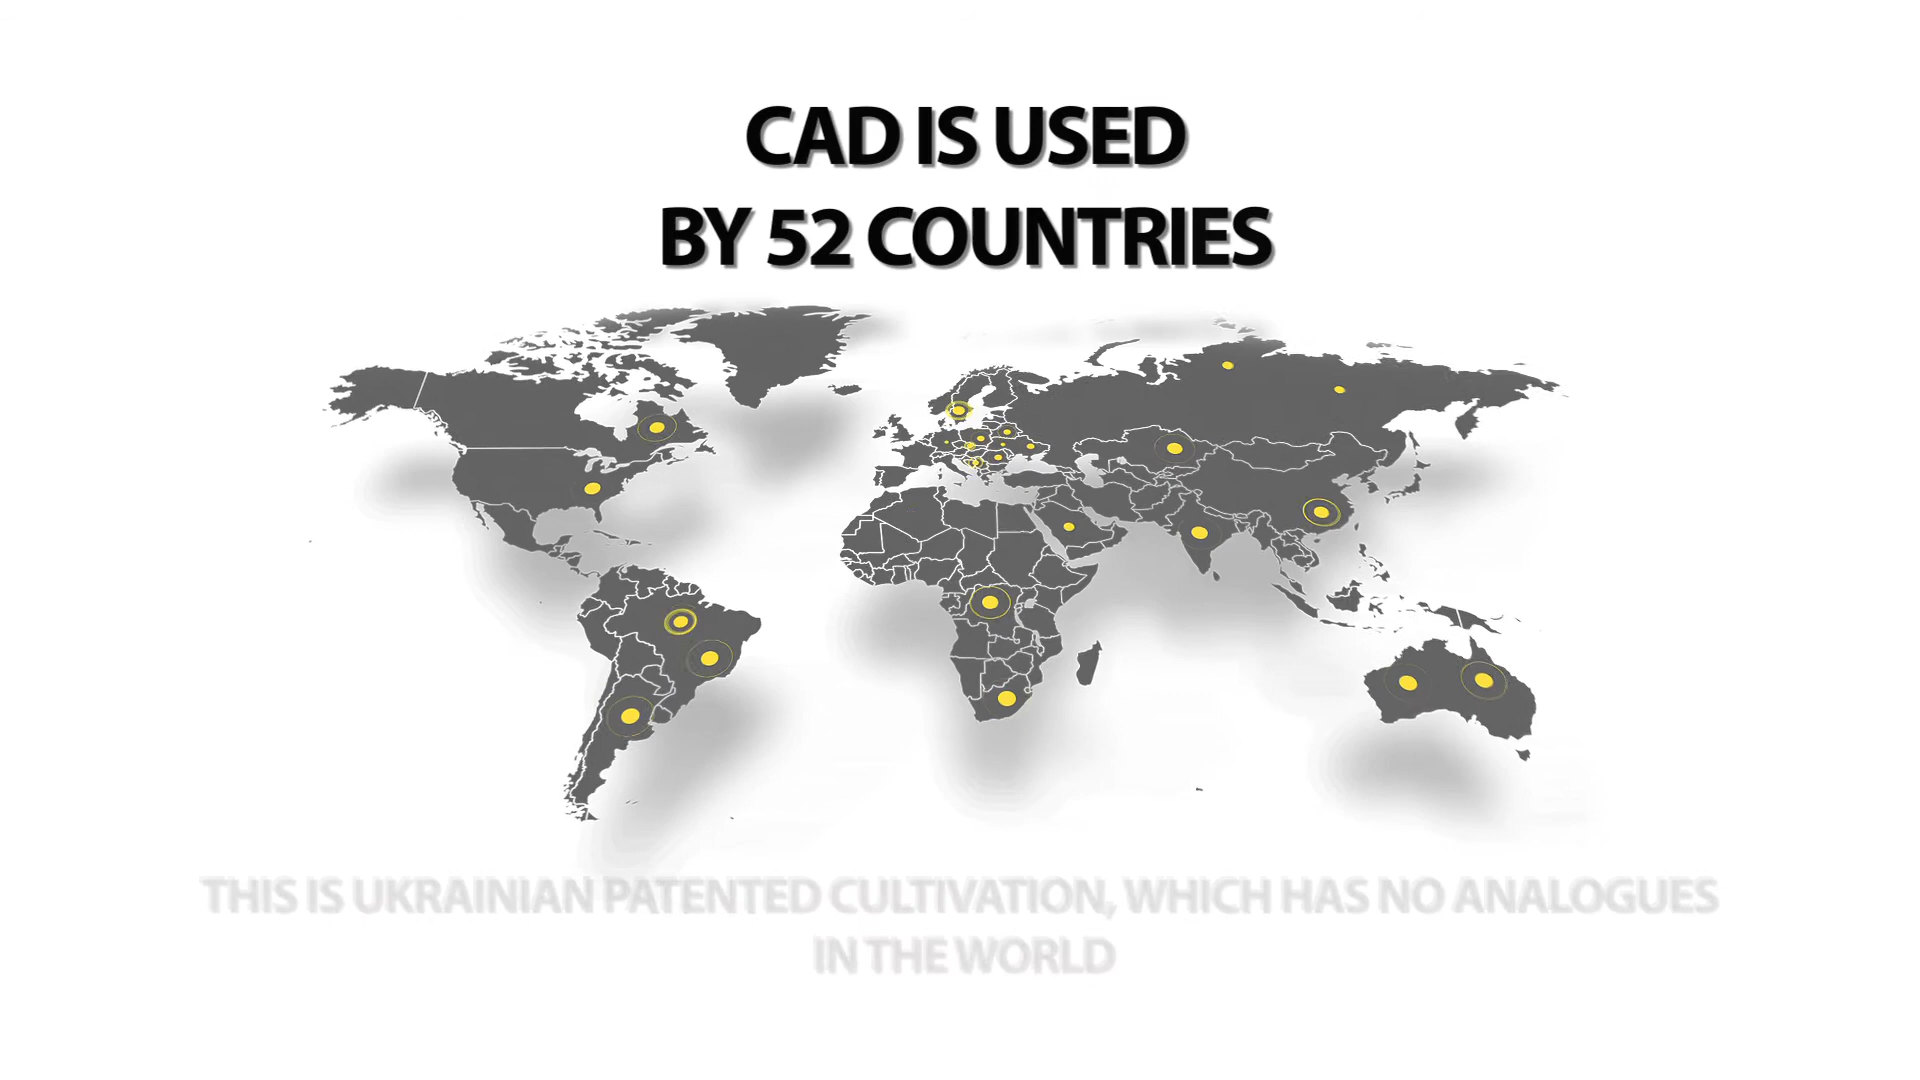 CAD IS USED
BY 52 COUNTRIES
THIS IS UKRAINIAN PATENTED CULTIVATION, WHICH HAS NO ANALOGUES
IN THE WORLD